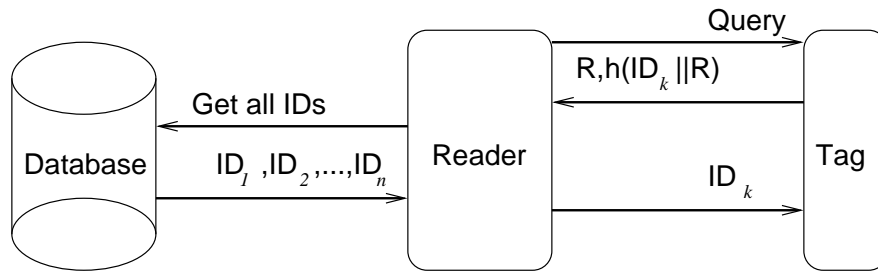 Query
R,h(ID_k ||R)
Get all IDs
Database
Reader
Tag
ID_1 ,ID_2 ,...,ID_n
ID_k